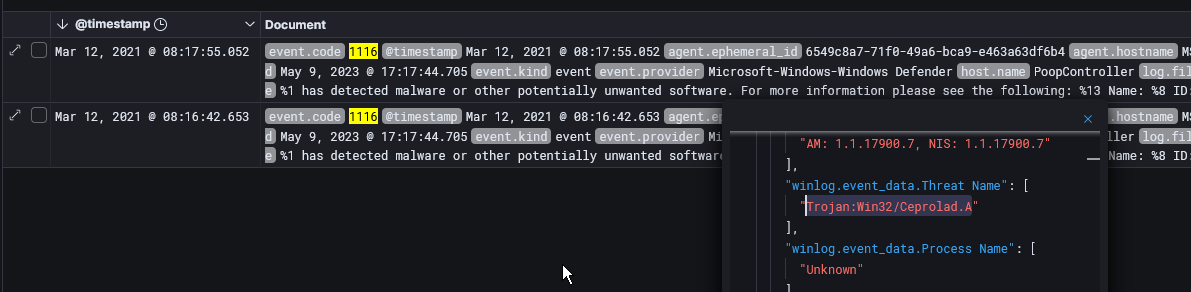 @timestamp Document
Mar 12, 2021 @ 08:17:55.052 event.code 1116 @timestamp Mar 12, 2021 @ 08:17:55.052 agent.ephemeral_id 6549c8a7-71f0-49a6-bca9-e463a63df6b4 agent.hostname
d May 9, 2023 @ 17:17:44.705 event.kind event event.provider Microsoft-Windows-Windows Defender host.name PoopController log.fil
e %1 has detected malware or other potentially unwanted software. For more information please see the following: %13 Name: %8 ID:
Mar 12, 2021 @ 08:16:42.653 event.code 1116 @timestamp Mar 12, 2021 @ 08:16:42.653 agent.ep .hostname
d May 9, 2023 @ 17:17:44.705 event.kind event event.provider Mi ller log.fil
e %1 has detected malware or other potentially unwanted software Name: %8 ID:
"AM: 1.1.17900.7, NIS: 1.1.17900.7"
],
"winlog.event_data.Threat Name": [
"Trojan:Win32/Ceprolad.A"
],
"winlog.event_data.Process Name": [
"Unknown"
]